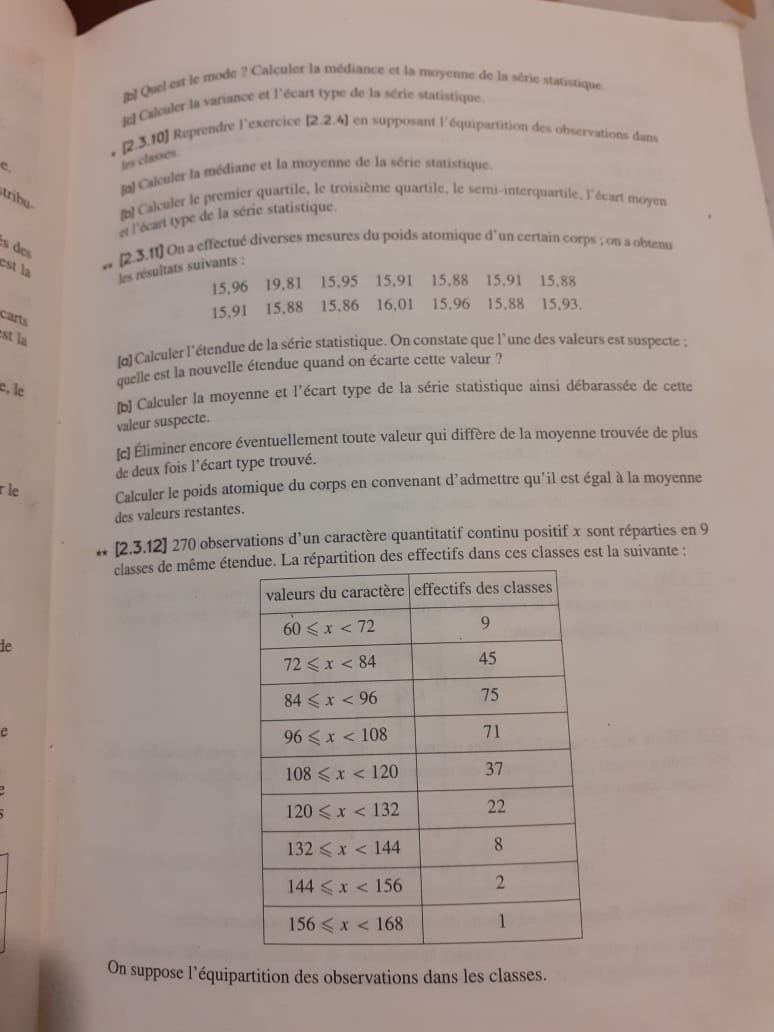 [b] Quel est le mode ? Calculer la médiance et la moyenne de la série statistique.
[c] Calculer la variance et l'écart type de la série statistique.
* [2.3.10] Reprendre l'exercice [2.2.4] en supposant l'équipartition des observations dans
les classes.
[a] Calculer la médiane et la moyenne de la série statistique.
[b] Calculer le premier quartile, le troisième quartile, le semi-interquartile, l'écart moyen
et l'écart type de la série statistique.
** [2.3.11] On a effectué diverses mesures du poids atomique d'un certain corps ; on a obtenu
les résultats suivants :
15,96 19,81 15,95 15,91 15,88 15,91 15,88
15,91 15,88 15,86 16,01 15,96 15,88 15,93.
[a] Calculer l'étendue de la série statistique. On constate que l'une des valeurs est suspecte ;
quelle est la nouvelle étendue quand on écarte cette valeur ?
[b] Calculer la moyenne et l'écart type de la série statistique ainsi débarassée de cette
valeur suspecte.
[c] Éliminer encore éventuellement toute valeur qui diffère de la moyenne trouvée de plus
de deux fois l'écart type trouvé.
Calculer le poids atomique du corps en convenant d'admettre qu'il est égal à la moyenne
des valeurs restantes.
** [2.3.12] 270 observations d'un caractère quantitatif continu positif x sont réparties en 9
classes de même étendue. La répartition des effectifs dans ces classes est la suivante :
valeurs du caractère effectifs des classes
60 ⩽ x < 72 9
72 ⩽ x < 84 45
84 ⩽ x < 96 75
96 ⩽ x < 108 71
108 ⩽ x < 120 37
120 ⩽ x < 132 22
132 ⩽ x < 144 8
144 ⩽ x < 156 2
156 ⩽ x < 168 1
On suppose l'équipartition des observations dans les classes.
e.
stribu-
és des
est la
carts
st la
e, le
r le
de
e
e
s